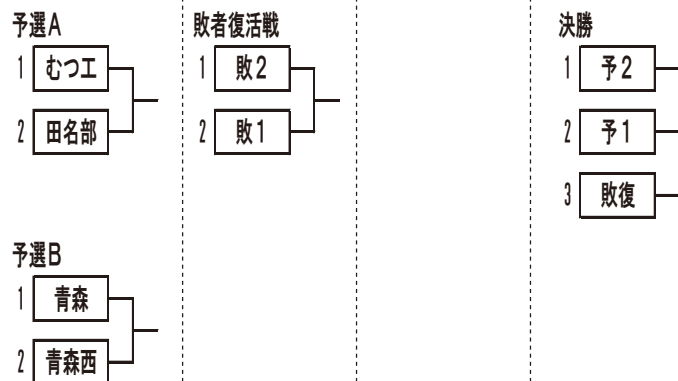 予選A
1 むつ工
2 田名部
予選B
1 青森
2 青森西
敗者復活戦
1 敗2
2 敗1
決勝
1 予2
2 予1
3 敗復